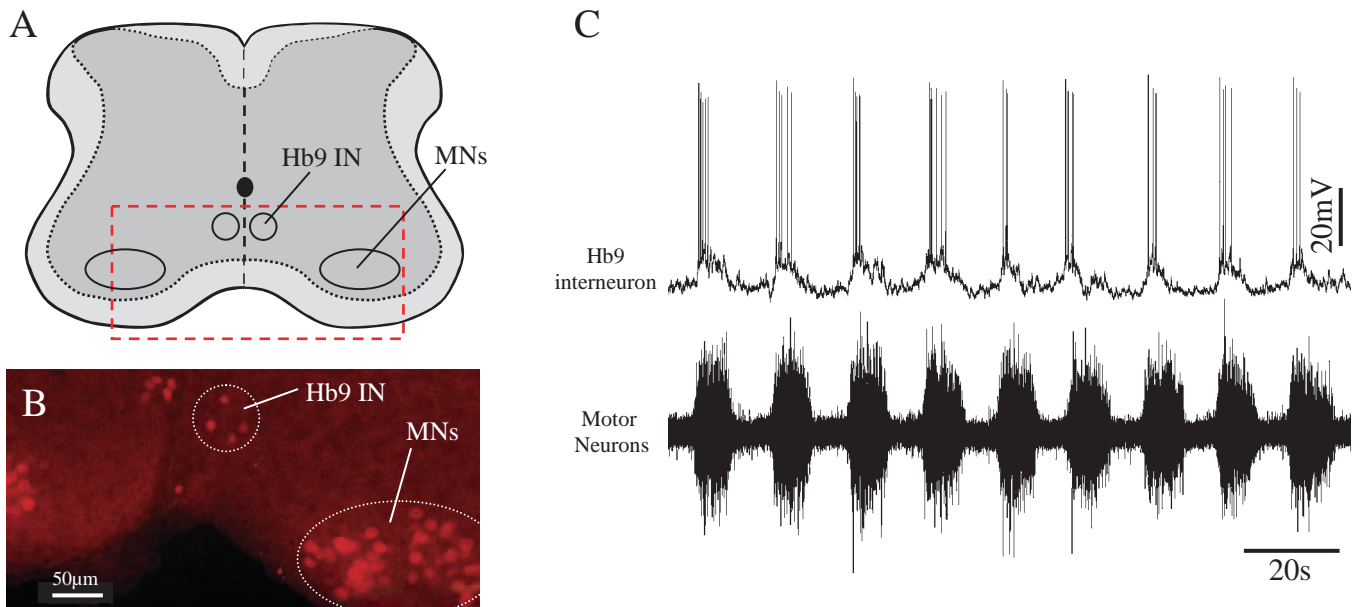 A
Hb9 IN
MNs
B
Hb9 IN
MNs
50µm
C
20mV
Hb9
interneuron
Motor
Neurons
20s